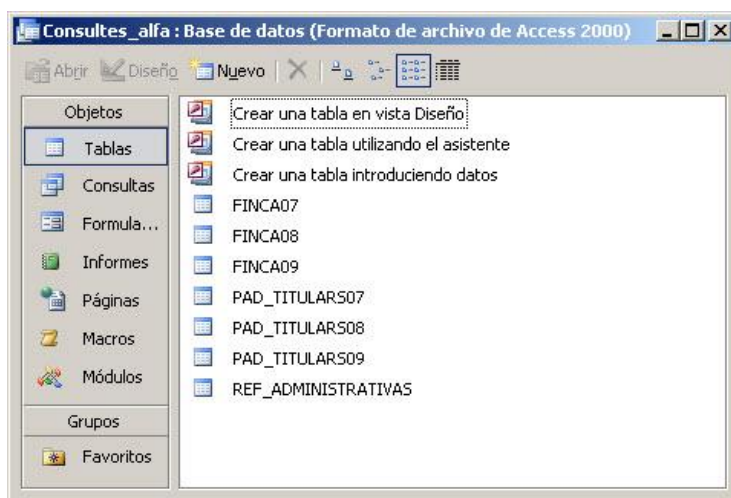 Consultes_alfa : Base de datos (Formato de archivo de Access 2000)
Abrir Diseño Nuevo
Objetos
Tablas
Consultas
Formula...
Informes
Páginas
Macros
Módulos
Grupos
Favoritos
Crear una tabla en vista Diseño
Crear una tabla utilizando el asistente
Crear una tabla introduciendo datos
FINCA07
FINCA08
FINCA09
PAD_TITULARS07
PAD_TITULARS08
PAD_TITULARS09
REF_ADMINISTRATIVAS